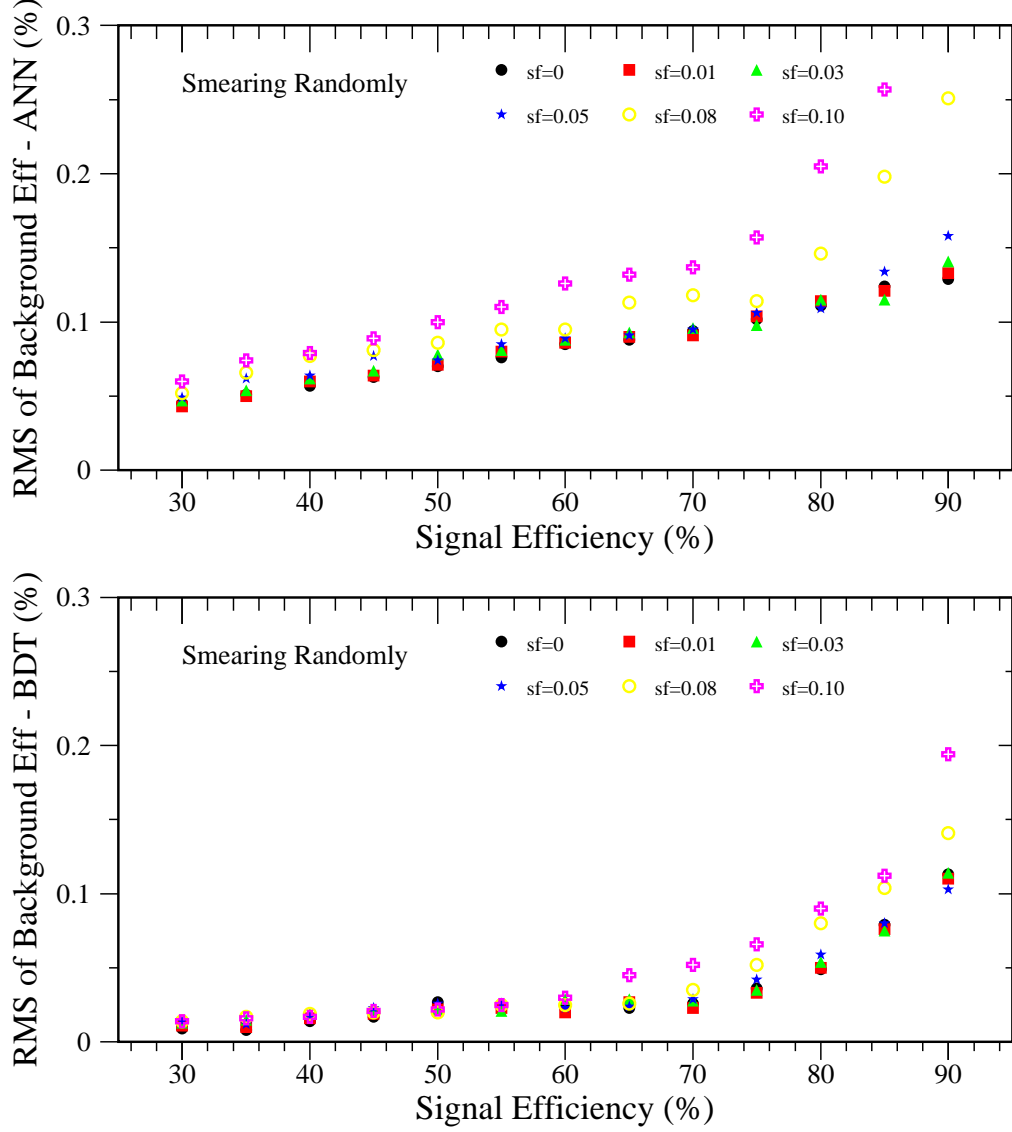 RMS of Background Eff - ANN (%)
0.3
0.2
0.1
0
Smearing Randomly
sf=0
sf=0.01
sf=0.03
sf=0.05
sf=0.08
sf=0.10
30 40 50 60 70 80 90
Signal Efficiency (%)
RMS of Background Eff - BDT (%)
0.3
0.2
0.1
0
Smearing Randomly
sf=0
sf=0.01
sf=0.03
sf=0.05
sf=0.08
sf=0.10
30 40 50 60 70 80 90
Signal Efficiency (%)